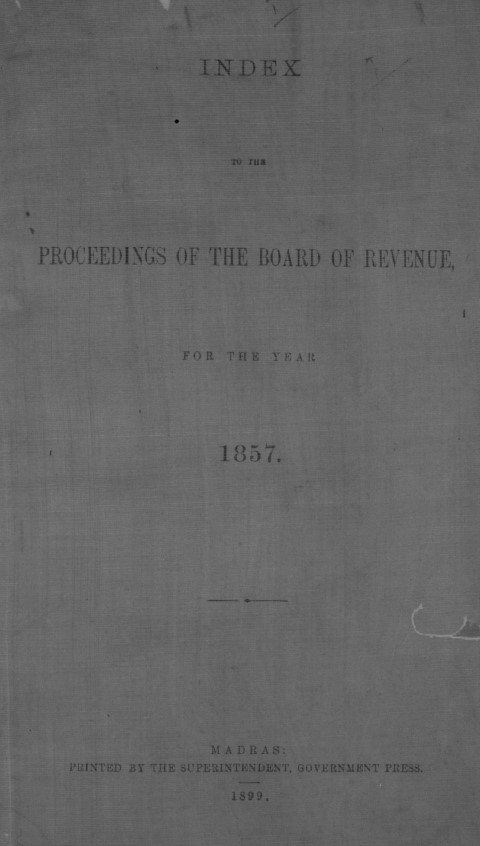 INDEX
TO THE
PROCEEDINGS OF THE BOARD OF REVENUE,
FOR THE YEAR
1857.
MADRAS:
PRINTED BY THE SUPERINTENDENT, GOVERNMENT PRESS.
1899.